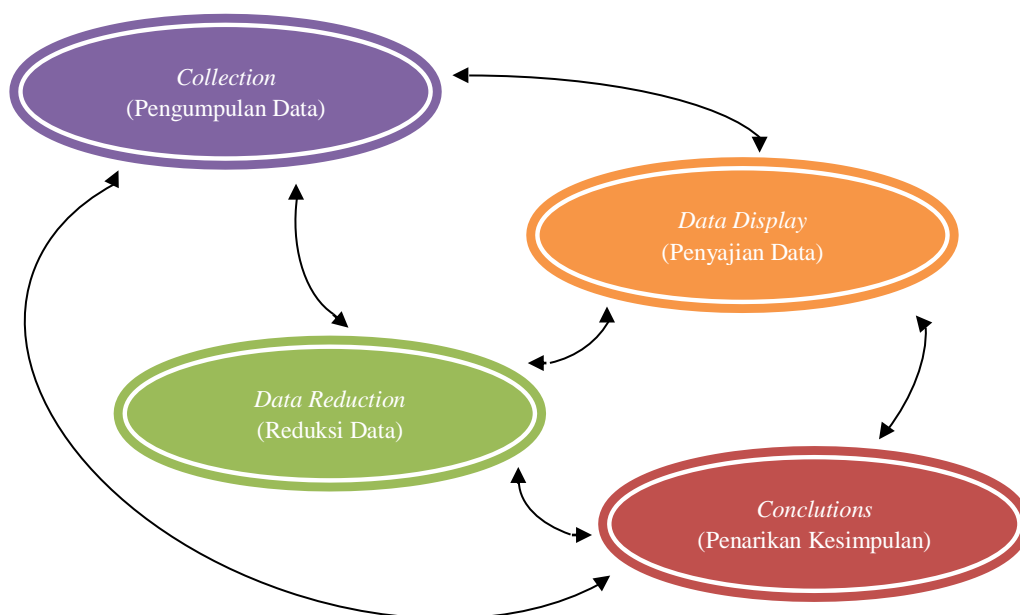 Collection
(Pengumpulan Data)
Data Display
(Penyajian Data)
Data Reduction
(Reduksi Data)
Conclutions
(Penarikan Kesimpulan)